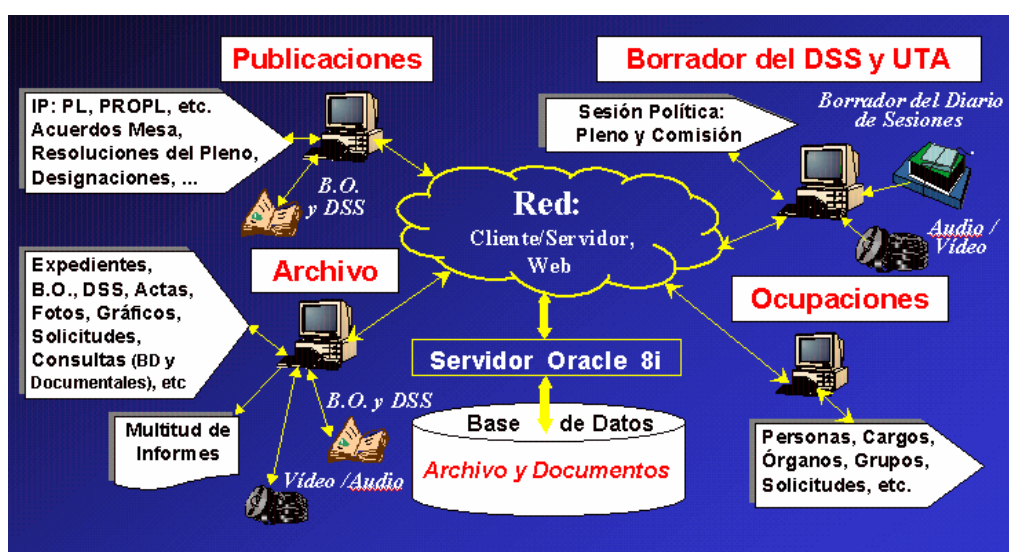 Publicaciones
IP: PL, PROPL, etc.
Acuerdos Mesa,
Resoluciones del Pleno,
Designaciones, ...
B.O.
y DSS
Borrador del DSS y UTA
Sesión Política:
Pleno y Comisión
Borrador del Diario
de Sesiones
Audio /
Vídeo
Red:
Cliente/Servidor,
Web
Archivo
Expedientes,
B.O., DSS, Actas,
Fotos, Gráficos,
Solicitudes,
Consultas (BD y
Documentales), etc
Multitud de
Informes
B.O. y DSS
Vídeo /Audio
Servidor Oracle 8i
Base de Datos
Archivo y Documentos
Ocupaciones
Personas, Cargos,
Órganos, Grupos,
Solicitudes, etc.